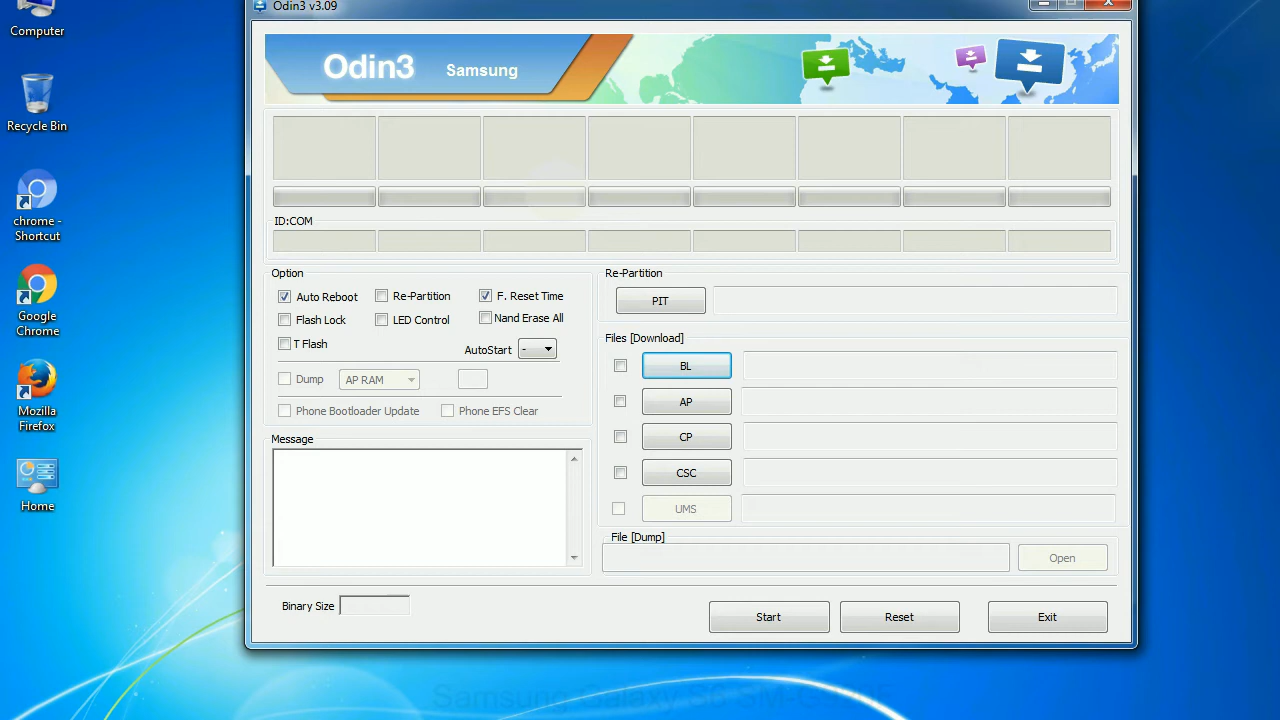 Odin3 v3.09
Computer
Recycle Bin
chrome -
Shortcut
Google
Chrome
Mozilla
Firefox
Home
Odin3 Samsung
ID:COM
Option
Auto Reboot Re-Partition F. Reset Time
Flash Lock LED Control Nand Erase All
T Flash
AutoStart -
Dump AP RAM
Phone Bootloader Update Phone EFS Clear
Message
Re-Partition
PIT
Files [Download]
BL
AP
CP
CSC
UMS
File [Dump]
Open
Binary Size
Start Reset Exit
Samsung Galaxy